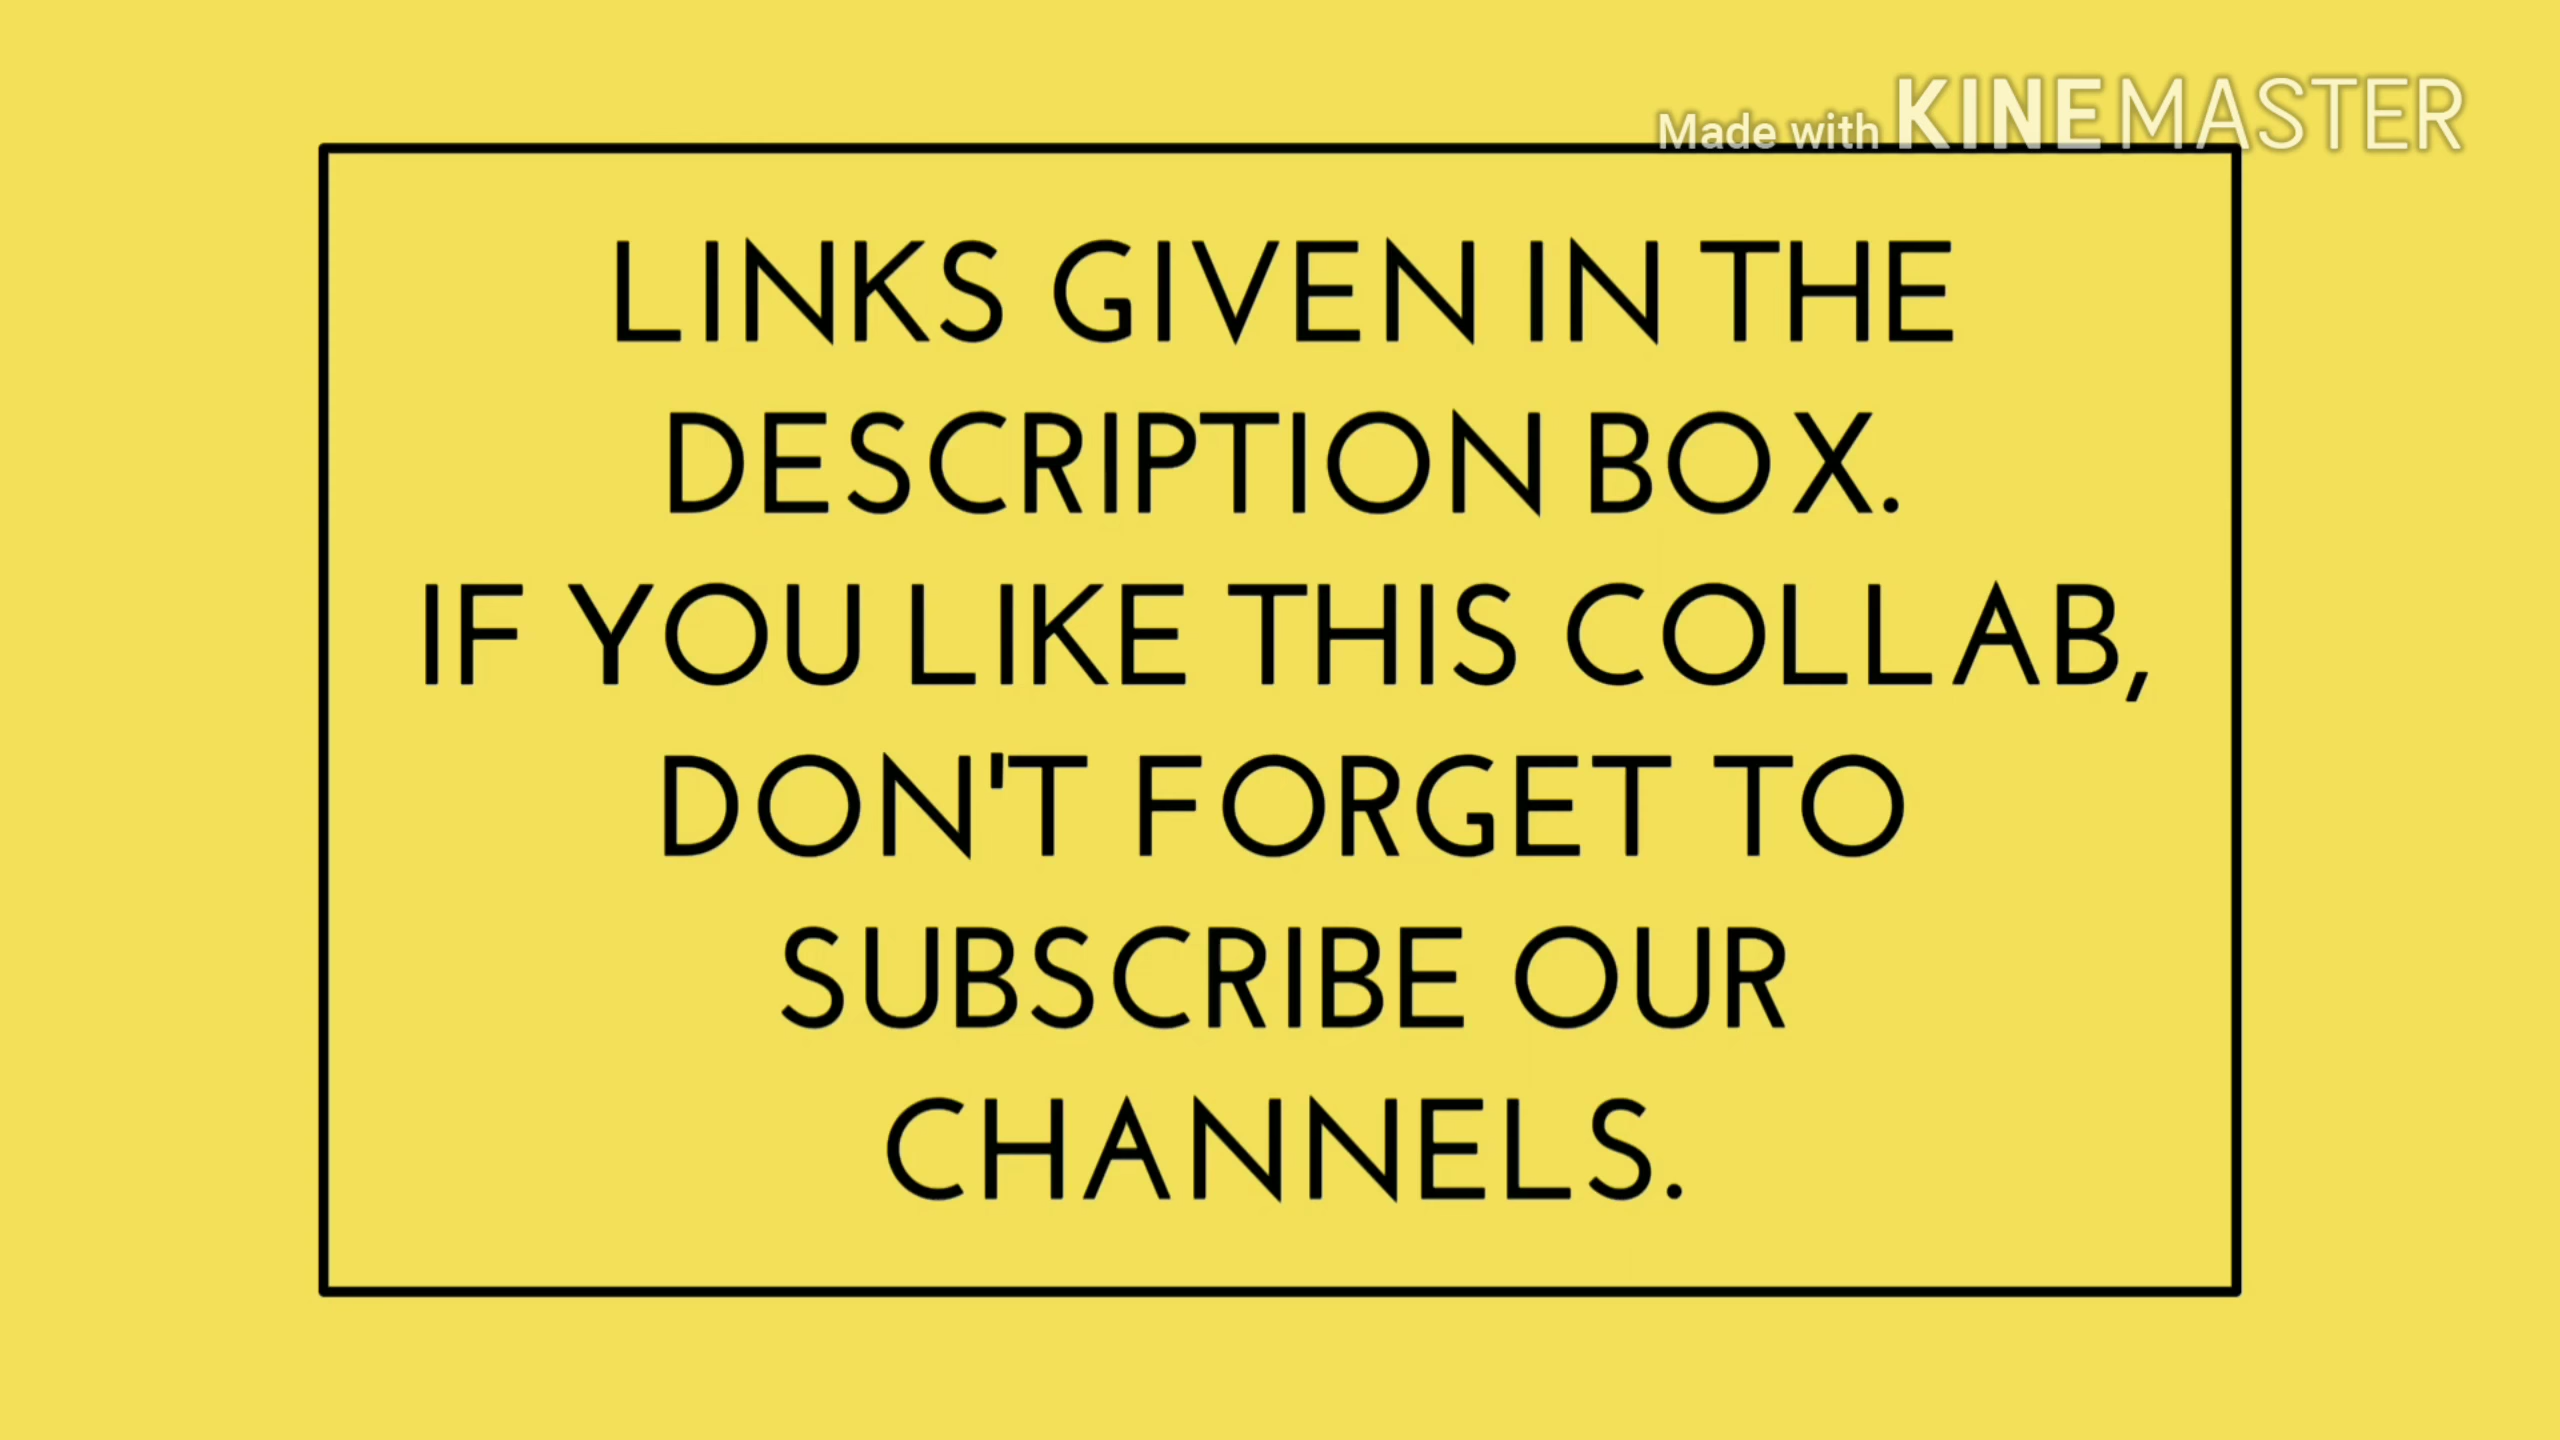 Made with KINEMASTER
LINKS GIVEN IN THE
DESCRIPTION BOX.
IF YOU LIKE THIS COLLAB,
DON'T FORGET TO
SUBSCRIBE OUR
CHANNELS.